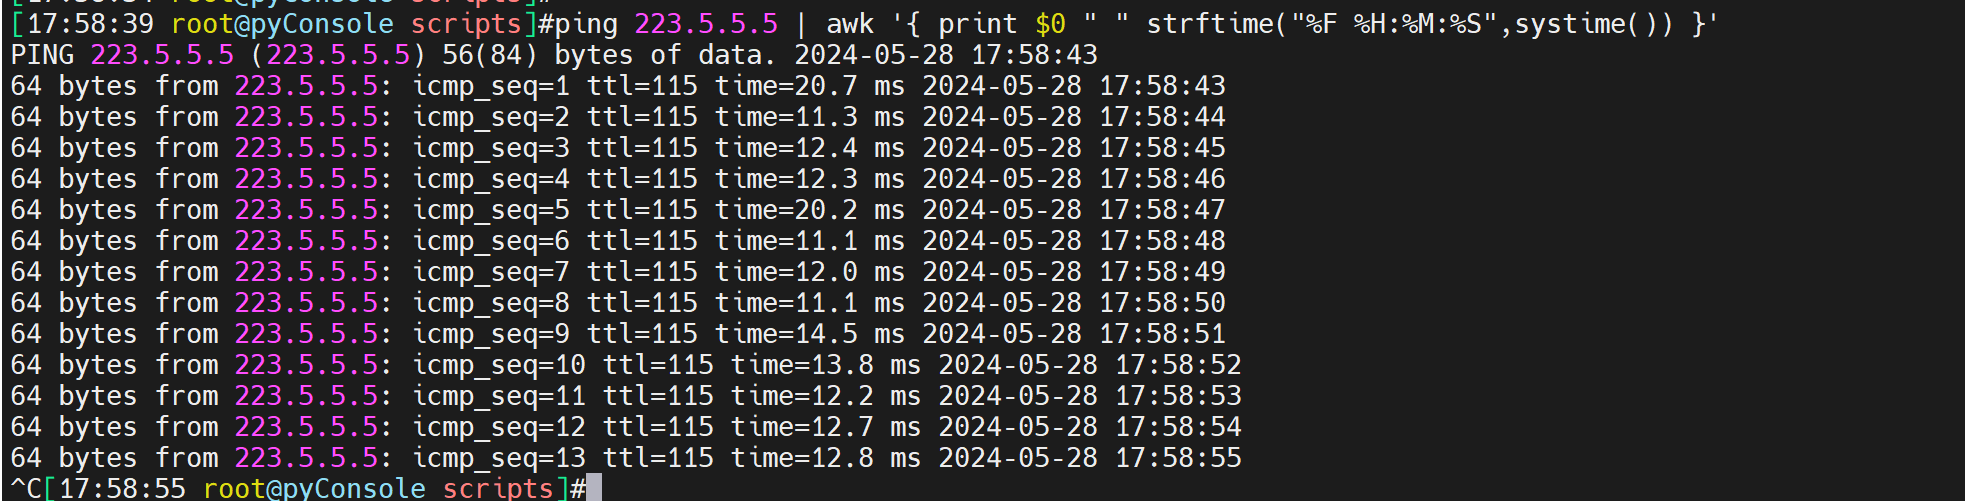 [17:58:39 root@pyConsole scripts]#ping 223.5.5.5 | awk '{ print $0 " " strftime("%F %H:%M:%S",systime()) }'
PING 223.5.5.5 (223.5.5.5) 56(84) bytes of data. 2024-05-28 17:58:43
64 bytes from 223.5.5.5: icmp_seq=1 ttl=115 time=20.7 ms 2024-05-28 17:58:43
64 bytes from 223.5.5.5: icmp_seq=2 ttl=115 time=11.3 ms 2024-05-28 17:58:44
64 bytes from 223.5.5.5: icmp_seq=3 ttl=115 time=12.4 ms 2024-05-28 17:58:45
64 bytes from 223.5.5.5: icmp_seq=4 ttl=115 time=12.3 ms 2024-05-28 17:58:46
64 bytes from 223.5.5.5: icmp_seq=5 ttl=115 time=20.2 ms 2024-05-28 17:58:47
64 bytes from 223.5.5.5: icmp_seq=6 ttl=115 time=11.1 ms 2024-05-28 17:58:48
64 bytes from 223.5.5.5: icmp_seq=7 ttl=115 time=12.0 ms 2024-05-28 17:58:49
64 bytes from 223.5.5.5: icmp_seq=8 ttl=115 time=11.1 ms 2024-05-28 17:58:50
64 bytes from 223.5.5.5: icmp_seq=9 ttl=115 time=14.5 ms 2024-05-28 17:58:51
64 bytes from 223.5.5.5: icmp_seq=10 ttl=115 time=13.8 ms 2024-05-28 17:58:52
64 bytes from 223.5.5.5: icmp_seq=11 ttl=115 time=12.2 ms 2024-05-28 17:58:53
64 bytes from 223.5.5.5: icmp_seq=12 ttl=115 time=12.7 ms 2024-05-28 17:58:54
64 bytes from 223.5.5.5: icmp_seq=13 ttl=115 time=12.8 ms 2024-05-28 17:58:55
^C[17:58:55 root@pyConsole scripts]#